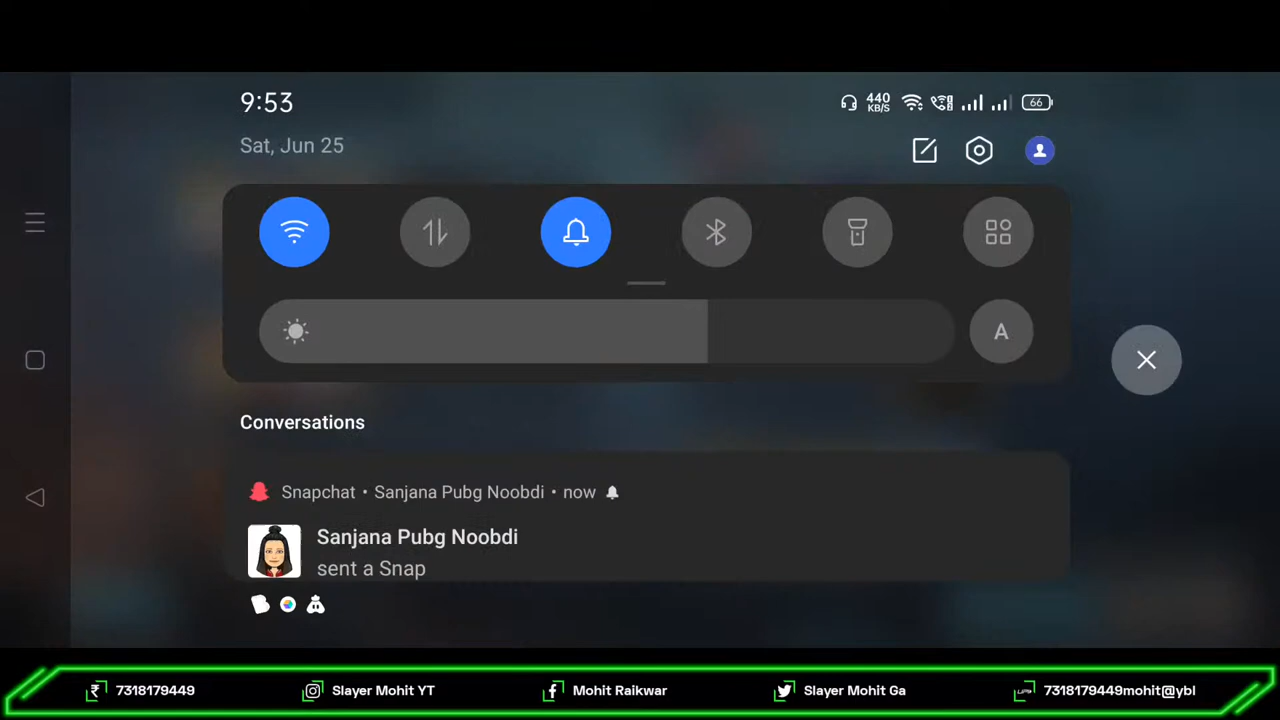 9:53
440
KB/S
66
Sat, Jun 25
A
Conversations
Snapchat • Sanjana Pubg Noobdi • now
Sanjana Pubg Noobdi
sent a Snap
₹ 7318179449
Slayer Mohit YT
Mohit Raikwar
Slayer Mohit Ga
7318179449mohit@ybl